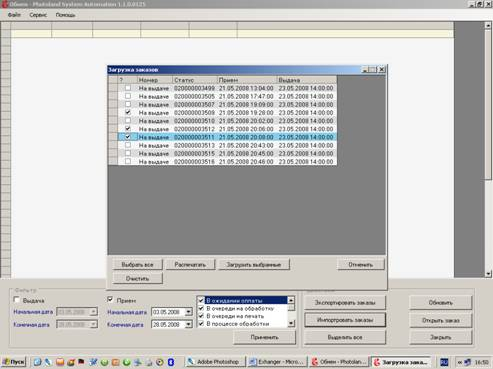 Обмен - Photoland System Automation 1.1.0.0125
Файл Сервис Помощь
Загрузка заказов
? Номер Статус Прием Выдача
На выдаче 020000003499 21.05.2008 13:04:00 23.05.2008 14:00:00
На выдаче 020000003505 21.05.2008 17:47:00 23.05.2008 14:00:00
На выдаче 020000003507 21.05.2008 19:09:00 23.05.2008 14:00:00
На выдаче 020000003509 21.05.2008 19:28:00 23.05.2008 14:00:00
На выдаче 020000003510 21.05.2008 20:02:00 23.05.2008 14:00:00
На выдаче 020000003512 21.05.2008 20:06:00 23.05.2008 14:00:00
На выдаче 020000003511 21.05.2008 20:08:00 23.05.2008 14:00:00
На выдаче 020000003513 21.05.2008 20:43:00 23.05.2008 14:00:00
На выдаче 020000003515 21.05.2008 20:45:00 23.05.2008 14:00:00
На выдаче 020000003516 21.05.2008 20:46:00 23.05.2008 14:00:00
Выбрать все Распечатать Загрузить выбранные Отменить
Очистить
Фильтр
Выдача Прием В ожидании оплаты Экспортировать заказы Обновить
Начальная дата 03.05.2008 Начальная дата 03.05.2008 В очереди на обработку
В очереди на печать Импортровать заказы Открыть заказ
Конечная дата 28.05.2008 Конечная дата 28.05.2008 В процессе обработки
Применить Выделить все Закрыть
Пуск Adobe Photoshop Exhanger - Micro... Обмен - Photolan... Загрузка зака... RU 16:50